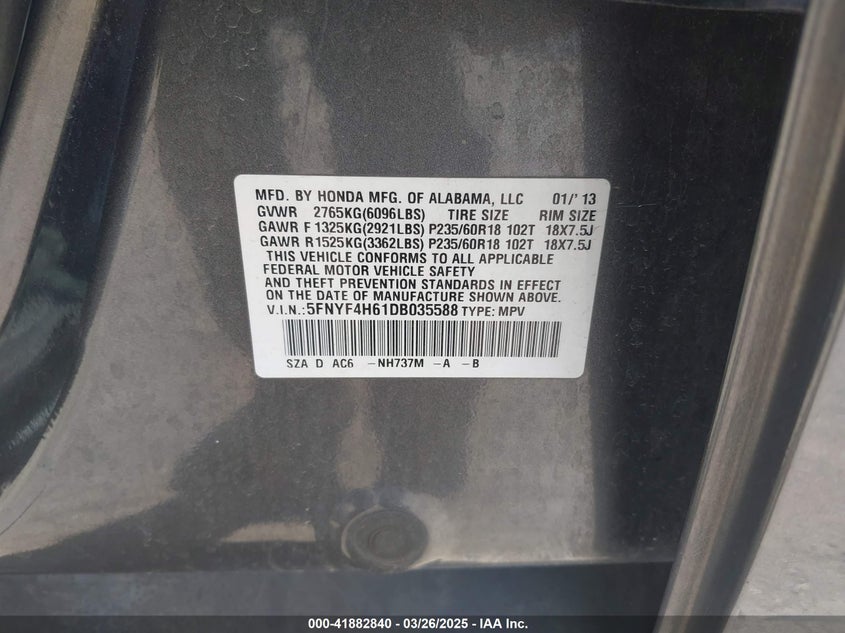 MFD. BY HONDA MFG. OF ALABAMA, LLC 01/'13
GVWR 2765KG(6096LBS) TIRE SIZE RIM SIZE
GAWR F 1325KG(2921LBS) P235/60R18 102T 18X7.5J
GAWR R 1525KG(3362LBS) P235/60R18 102T 18X7.5J
THIS VEHICLE CONFORMS TO ALL APPLICABLE
FEDERAL MOTOR VEHICLE SAFETY
AND THEFT PREVENTION STANDARDS IN EFFECT
ON THE DATE OF MANUFACTURE SHOWN ABOVE.
V.I.N.:5FNYF4H61DB035588 TYPE: MPV
SZA D AC6 -NH737M -A -B
000-41882840 - 03/26/2025 - IAA Inc.